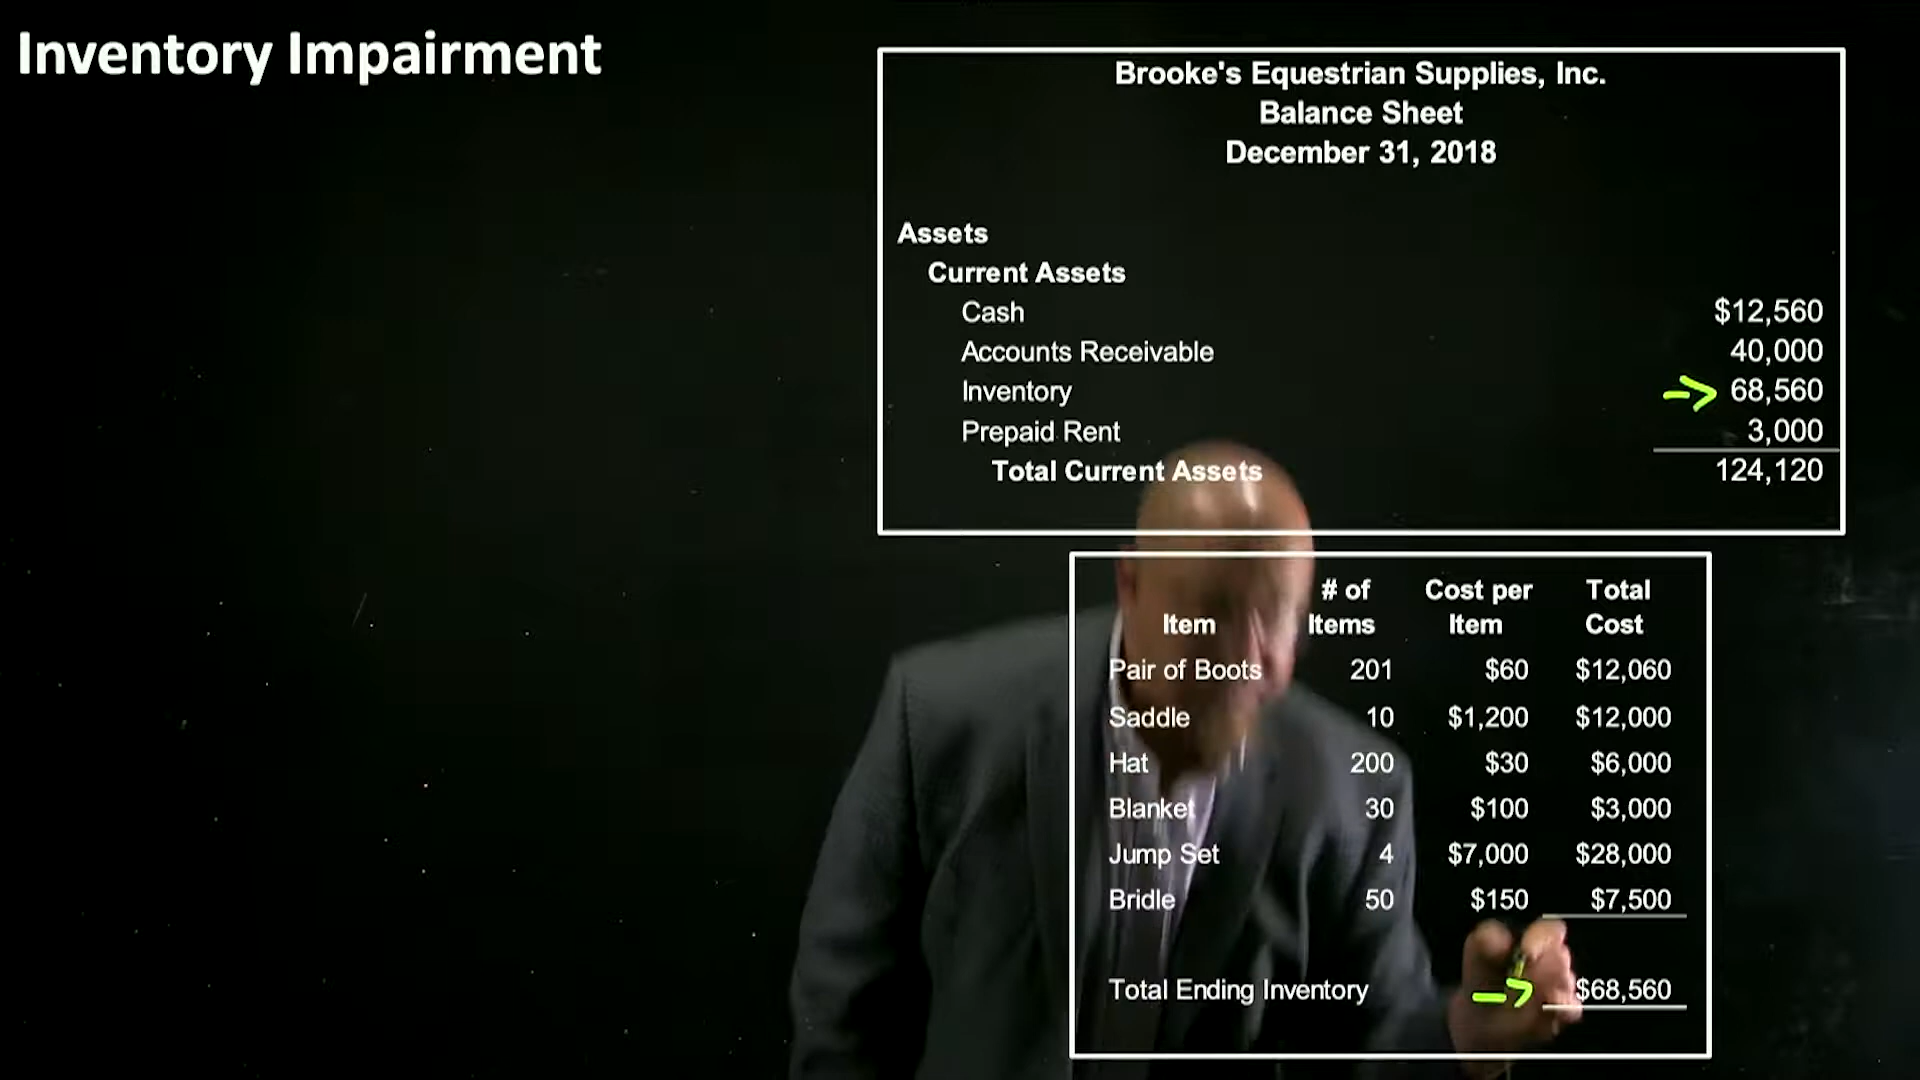 Inventory Impairment
Brooke's Equestrian Supplies, Inc.
Balance Sheet
December 31, 2018
Assets
Current Assets
Cash $12,560
Accounts Receivable 40,000
Inventory 68,560
Prepaid Rent 3,000
Total Current Assets 124,120
# of Cost per Total
Item Items Item Cost
Pair of Boots 201 $60 $12,060
Saddle 10 $1,200 $12,000
Hat 200 $30 $6,000
Blanket 30 $100 $3,000
Jump Set 4 $7,000 $28,000
Bridle 50 $150 $7,500
Total Ending Inventory $68,560